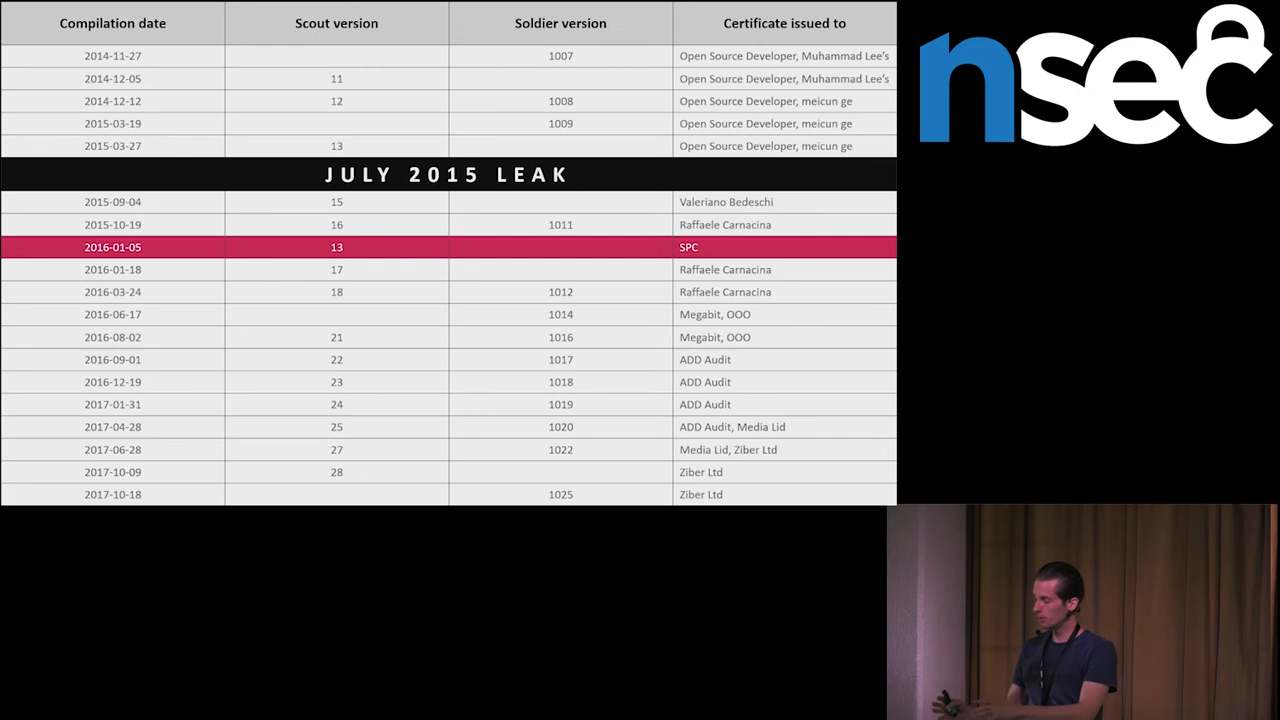 Compilation date Scout version Soldier version Certificate issued to
2014-11-27 1007 Open Source Developer, Muhammad Lee's
2014-12-05 11 Open Source Developer, Muhammad Lee's
2014-12-12 12 1008 Open Source Developer, meicun ge
2015-03-19 1009 Open Source Developer, meicun ge
2015-03-27 13 Open Source Developer, meicun ge
JULY 2015 LEAK
2015-09-04 15 Valeriano Bedeschi
2015-10-19 16 1011 Raffaele Carnacina
2016-01-05 13 SPC
2016-01-18 17 Raffaele Carnacina
2016-03-24 18 1012 Raffaele Carnacina
2016-06-17 1014 Megabit, OOO
2016-08-02 21 1016 Megabit, OOO
2016-09-01 22 1017 ADD Audit
2016-12-19 23 1018 ADD Audit
2017-01-31 24 1019 ADD Audit
2017-04-28 25 1020 ADD Audit, Media Lid
2017-06-28 27 1022 Media Lid, Ziber Ltd
2017-10-09 28 Ziber Ltd
2017-10-18 1025 Ziber Ltd
nsec